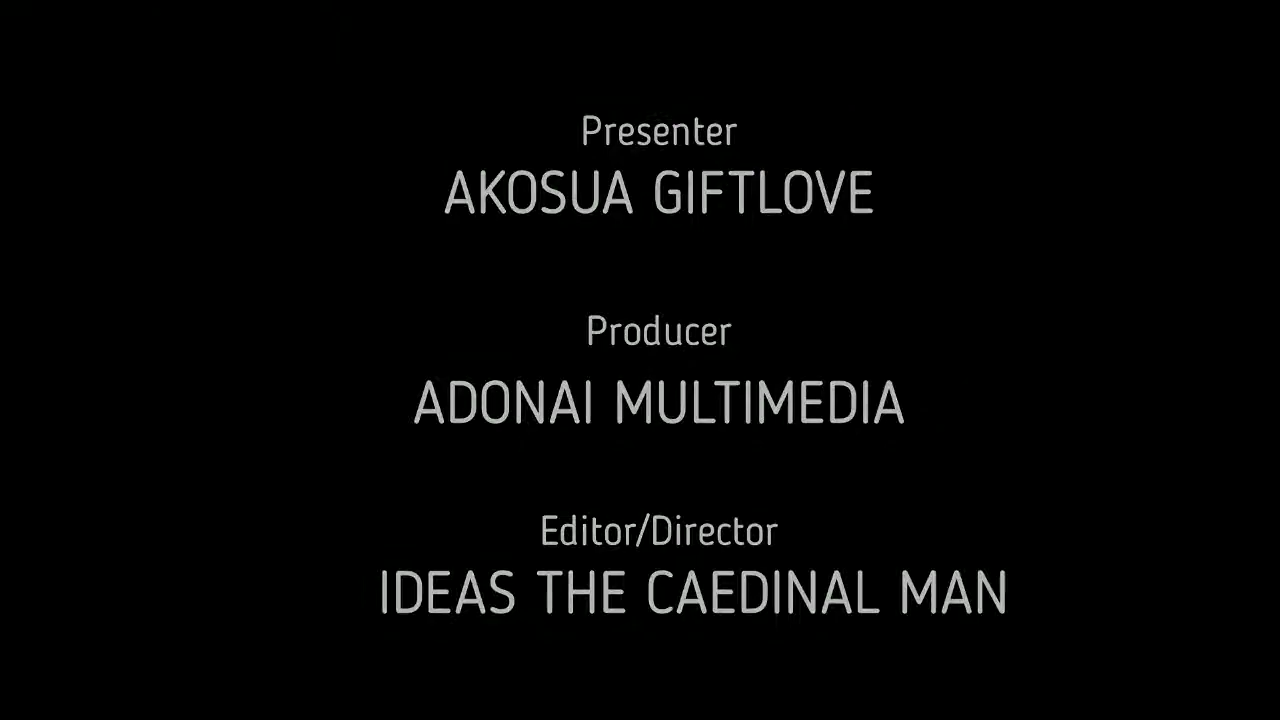 Presenter
AKOSUA GIFTLOVE
Producer
ADONAI MULTIMEDIA
Editor/Director
IDEAS THE CAEDINAL MAN